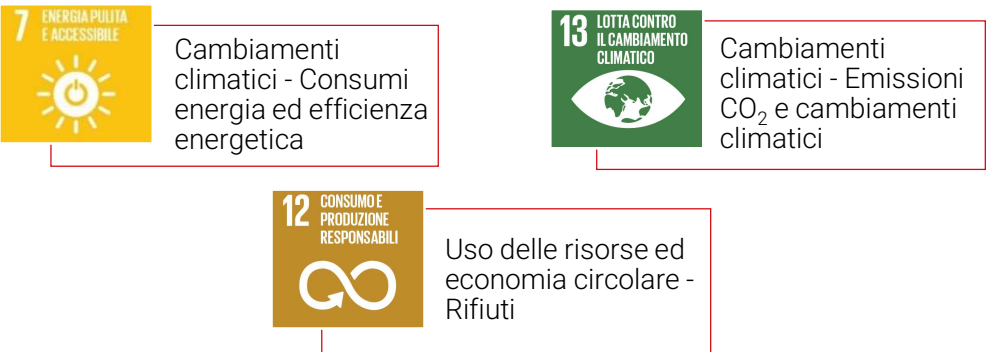 7 ENERGIA PULITA
E ACCESSIBILE
Cambiamenti
climatici - Consumi
energia ed efficienza
energetica
13 LOTTA CONTRO
IL CAMBIAMENTO
CLIMATICO
Cambiamenti
climatici - Emissioni
CO₂ e cambiamenti
climatici
12 CONSUMO E
PRODUZIONE
RESPONSABILI
Uso delle risorse ed
economia circolare -
Rifiuti